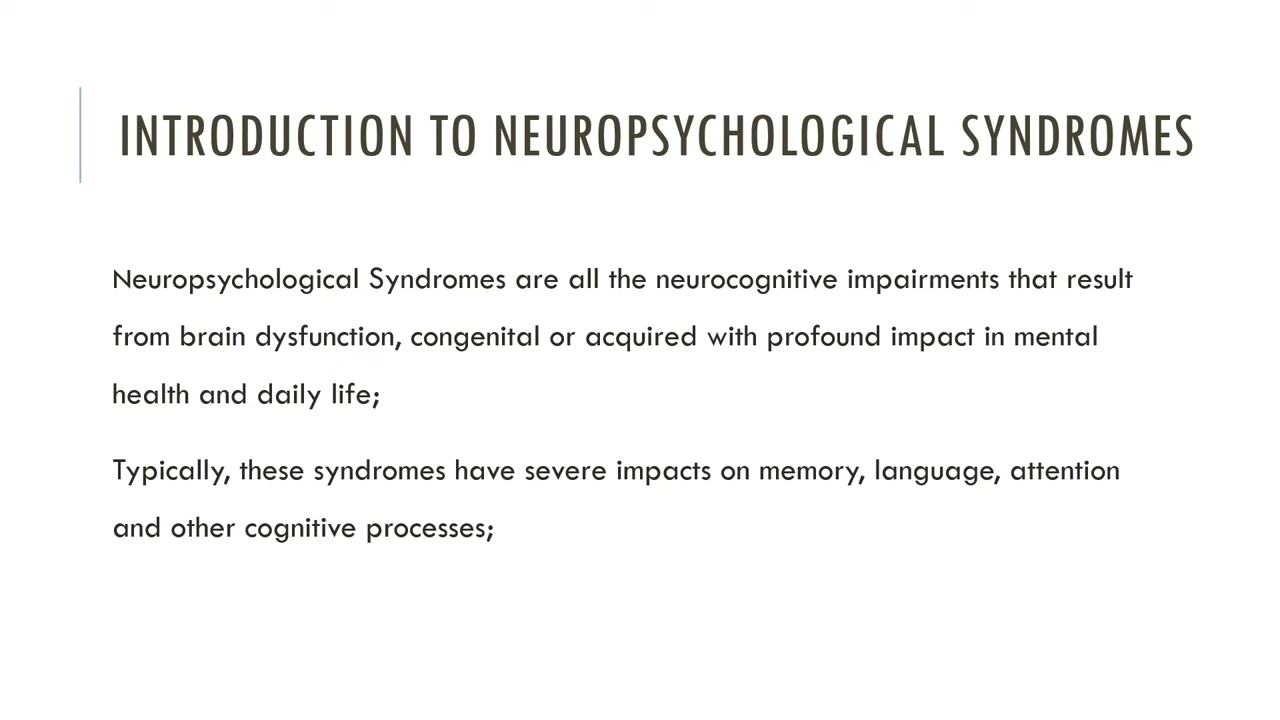 INTRODUCTION TO NEUROPSYCHOLOGICAL SYNDROMES
Neuropsychological Syndromes are all the neurocognitive impairments that result
from brain dysfunction, congenital or acquired with profound impact in mental
health and daily life;
Typically, these syndromes have severe impacts on memory, language, attention
and other cognitive processes;